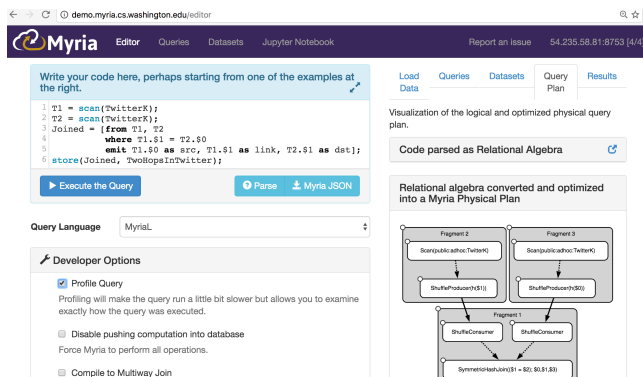 demo.myria.cs.washington.edu/editor
Myria Editor Queries Datasets Jupyter Notebook Report an issue 54.235.58.81:8753 [4/4]
Write your code here, perhaps starting from one of the examples at
the right.
1 T1 = scan(TwitterK);
2 T2 = scan(TwitterK);
3 Joined = [from T1, T2
4 where T1.$1 = T2.$0
5 emit T1.$0 as src, T1.$1 as link, T2.$1 as dst];
6 store(Joined, TwoHopsInTwitter);
Execute the Query Parse Myria JSON
Query Language MyriaL
Developer Options
Profile Query
Profiling will make the query run a little bit slower but allows you to examine
exactly how the query was executed.
Disable pushing computation into database
Force Myria to perform all operations.
Compile to Multiway Join
Load Data Queries Datasets Query Plan Results
Visualization of the logical and optimized physical query
plan.
Code parsed as Relational Algebra
Relational algebra converted and optimized
into a Myria Physical Plan
Fragment 2 Fragment 3
Scan(public:adhoc:TwitterK) Scan(public:adhoc:TwitterK)
ShuffleProducer(h($1)) ShuffleProducer(h($0))
Fragment 1
ShuffleConsumer ShuffleConsumer
SymmetricHashJoin(($1 = $2); $0,$1,$3)